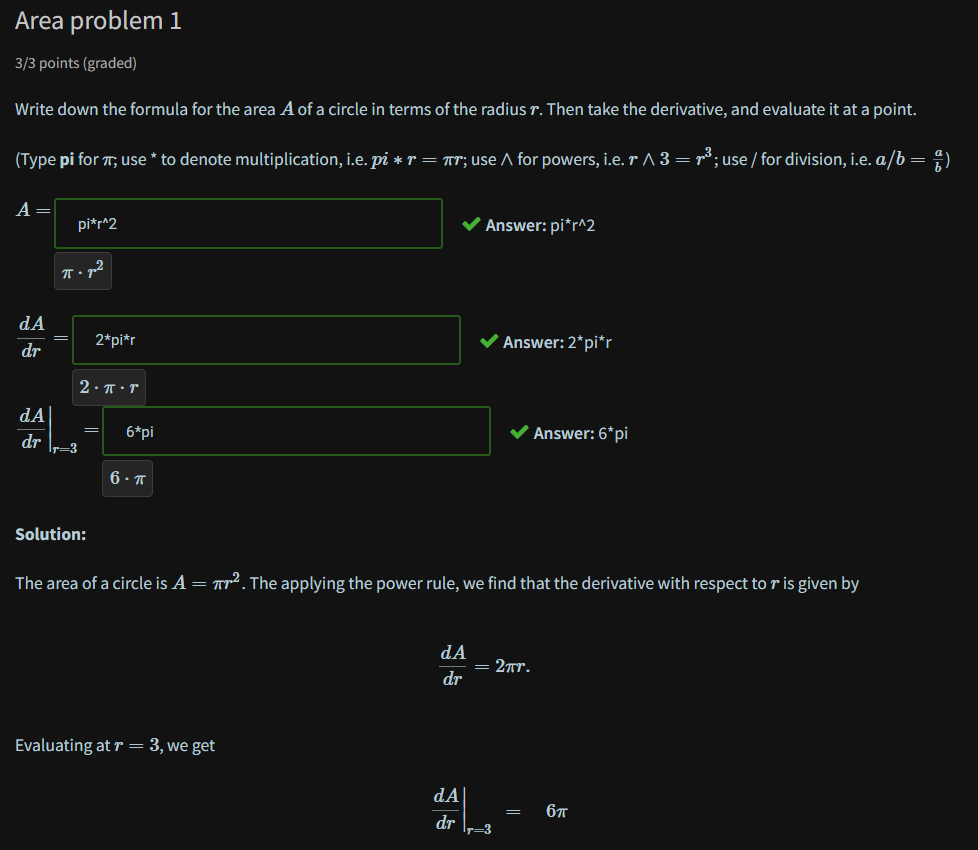 Area problem 1
3/3 points (graded)
Write down the formula for the area A of a circle in terms of the radius r. Then take the derivative, and evaluate it at a point.
(Type pi for π; use * to denote multiplication, i.e. pi ∗ r = πr; use ∧ for powers, i.e. r ∧ 3 = r³; use / for division, i.e. a/b = a/b)
A = pi*r^2 ✔ Answer: pi*r^2
π · r²
dA/dr = 2*pi*r ✔ Answer: 2*pi*r
2 · π · r
dA/dr|r=3 = 6*pi ✔ Answer: 6*pi
6 · π
Solution:
The area of a circle is A = πr². The applying the power rule, we find that the derivative with respect to r is given by
dA/dr = 2πr.
Evaluating at r = 3, we get
dA/dr|r=3 = 6π